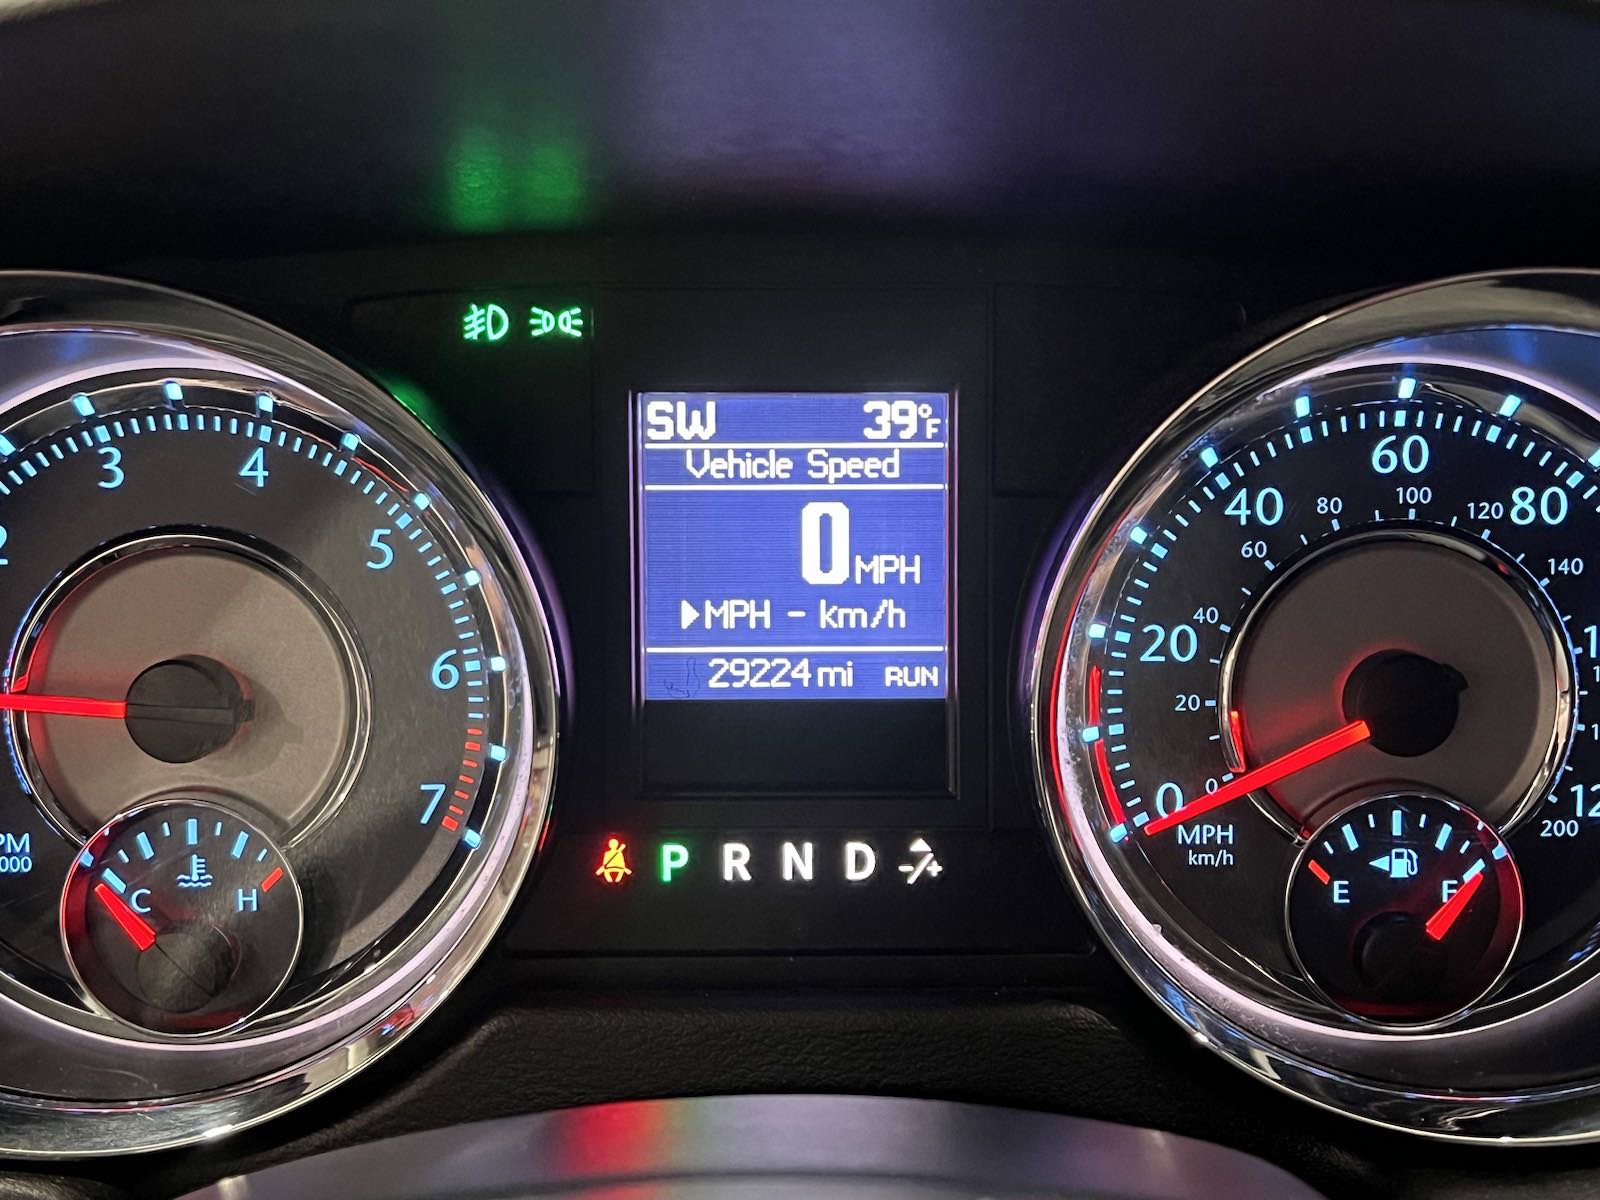 SW 39°F
Vehicle Speed
0 MPH
▶MPH - km/h
29224 mi RUN
P R N D -/+
2 3 4 5 6 7
C H
0 20 40 60 80
MPH
km/h
0 20 40 60 80 100 120 140
200
E F